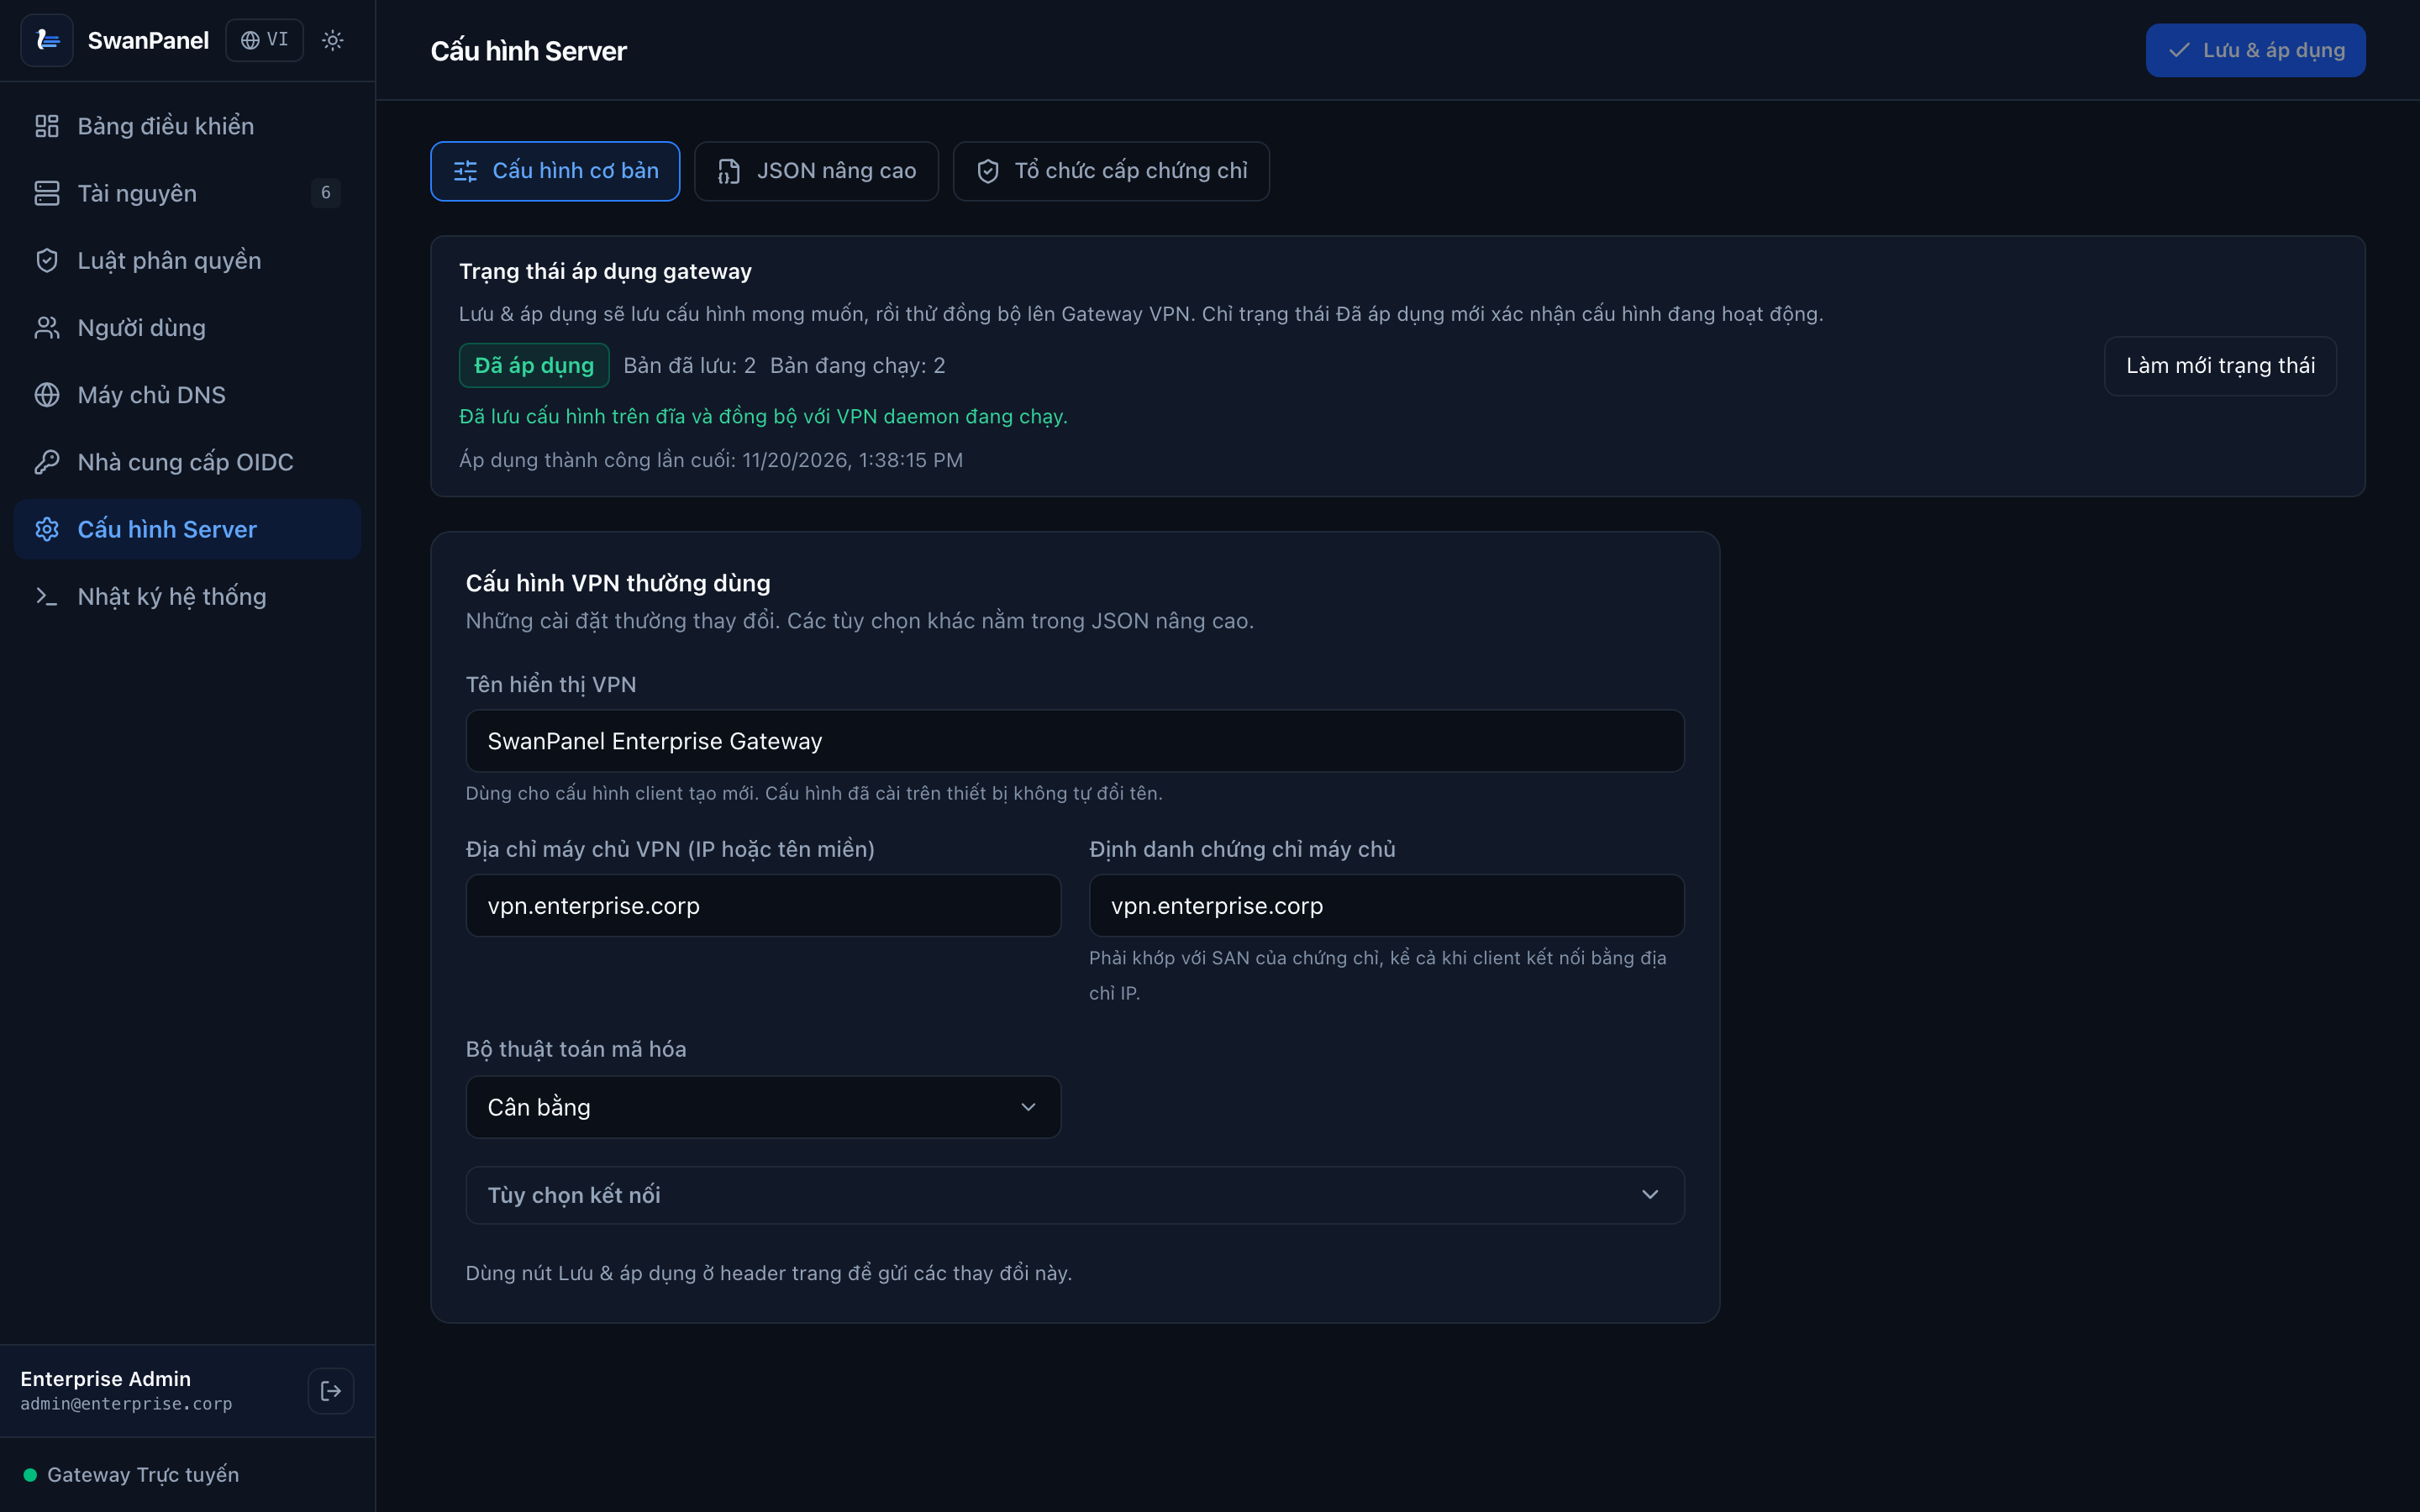 SwanPanel
VI
Bảng điều khiển
Tài nguyên
6
Luật phân quyền
Người dùng
Máy chủ DNS
Nhà cung cấp OIDC
Cấu hình Server
Nhật ký hệ thống
Enterprise Admin
admin@enterprise.corp
Gateway Trực tuyến
Cấu hình Server
Lưu & áp dụng
Cấu hình cơ bản
JSON nâng cao
Tổ chức cấp chứng chỉ
Trạng thái áp dụng gateway
Lưu & áp dụng sẽ lưu cấu hình mong muốn, rồi thử đồng bộ lên Gateway VPN. Chỉ trạng thái Đã áp dụng mới xác nhận cấu hình đang hoạt động.
Đã áp dụng Bản đã lưu: 2 Bản đang chạy: 2
Làm mới trạng thái
Đã lưu cấu hình trên đĩa và đồng bộ với VPN daemon đang chạy.
Áp dụng thành công lần cuối: 11/20/2026, 1:38:15 PM
Cấu hình VPN thường dùng
Những cài đặt thường thay đổi. Các tùy chọn khác nằm trong JSON nâng cao.
Tên hiển thị VPN
SwanPanel Enterprise Gateway
Dùng cho cấu hình client tạo mới. Cấu hình đã cài trên thiết bị không tự đổi tên.
Địa chỉ máy chủ VPN (IP hoặc tên miền)
vpn.enterprise.corp
Định danh chứng chỉ máy chủ
vpn.enterprise.corp
Phải khớp với SAN của chứng chỉ, kể cả khi client kết nối bằng địa
chỉ IP.
Bộ thuật toán mã hóa
Cân bằng
Tùy chọn kết nối
Dùng nút Lưu & áp dụng ở header trang để gửi các thay đổi này.